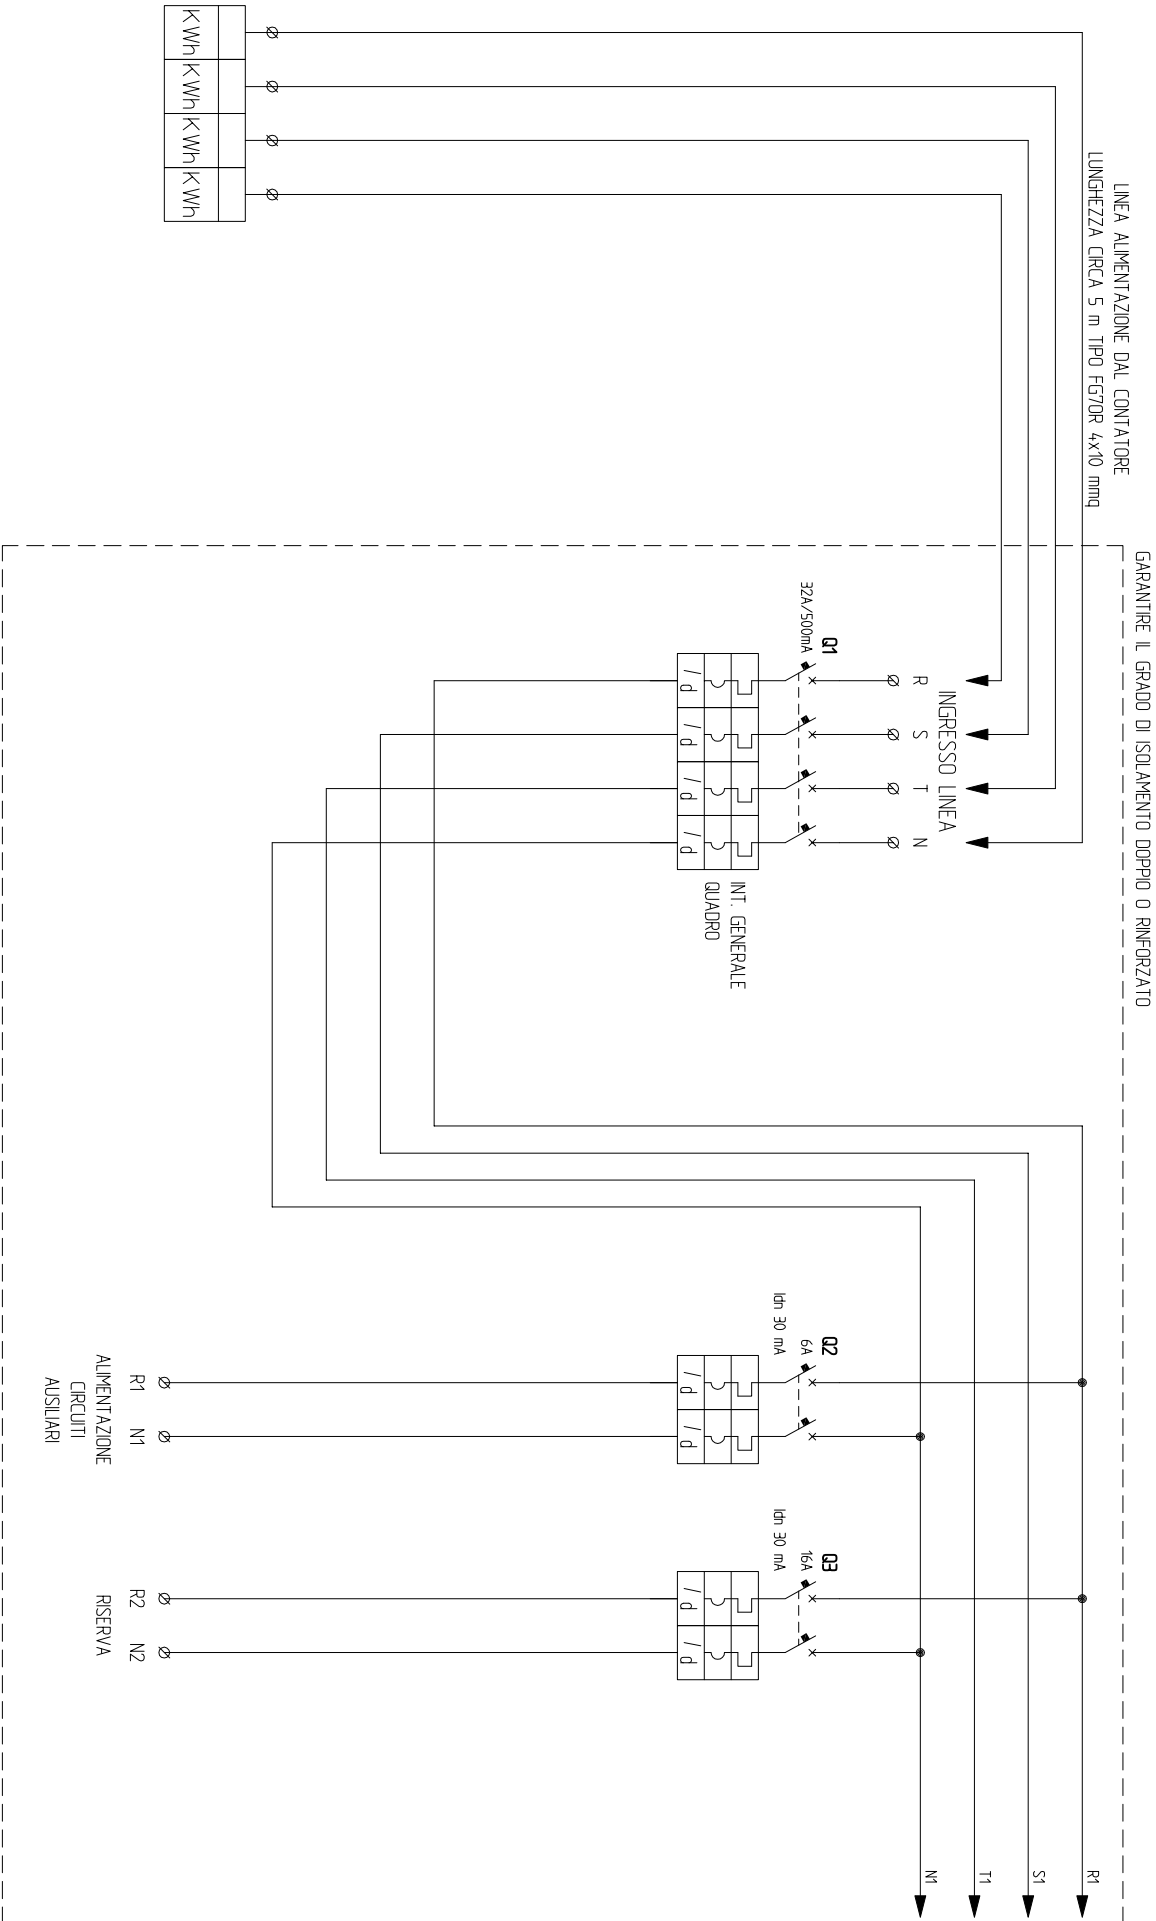 KWh
KWh
KWh
KWh
LINEA ALIMENTAZIONE DAL CONTATORE
LUNGHEZZA CIRCA 5 m TIPO FG7OR 4x10 mmq
GARANTIRE IL GRADO DI ISOLAMENTO DOPPIO O RINFORZATO
INGRESSO LINEA
R S T N
Q1
32A/500mA
/d /d /d /d
INT. GENERALE
QUADRO
Q2
6A
Idn 30 mA
/d /d
R1 N1
ALIMENTAZIONE
CIRCUITI
AUSILIARI
Q3
16A
Idn 30 mA
/d /d
R2 N2
RISERVA
R1
S1
T1
N1